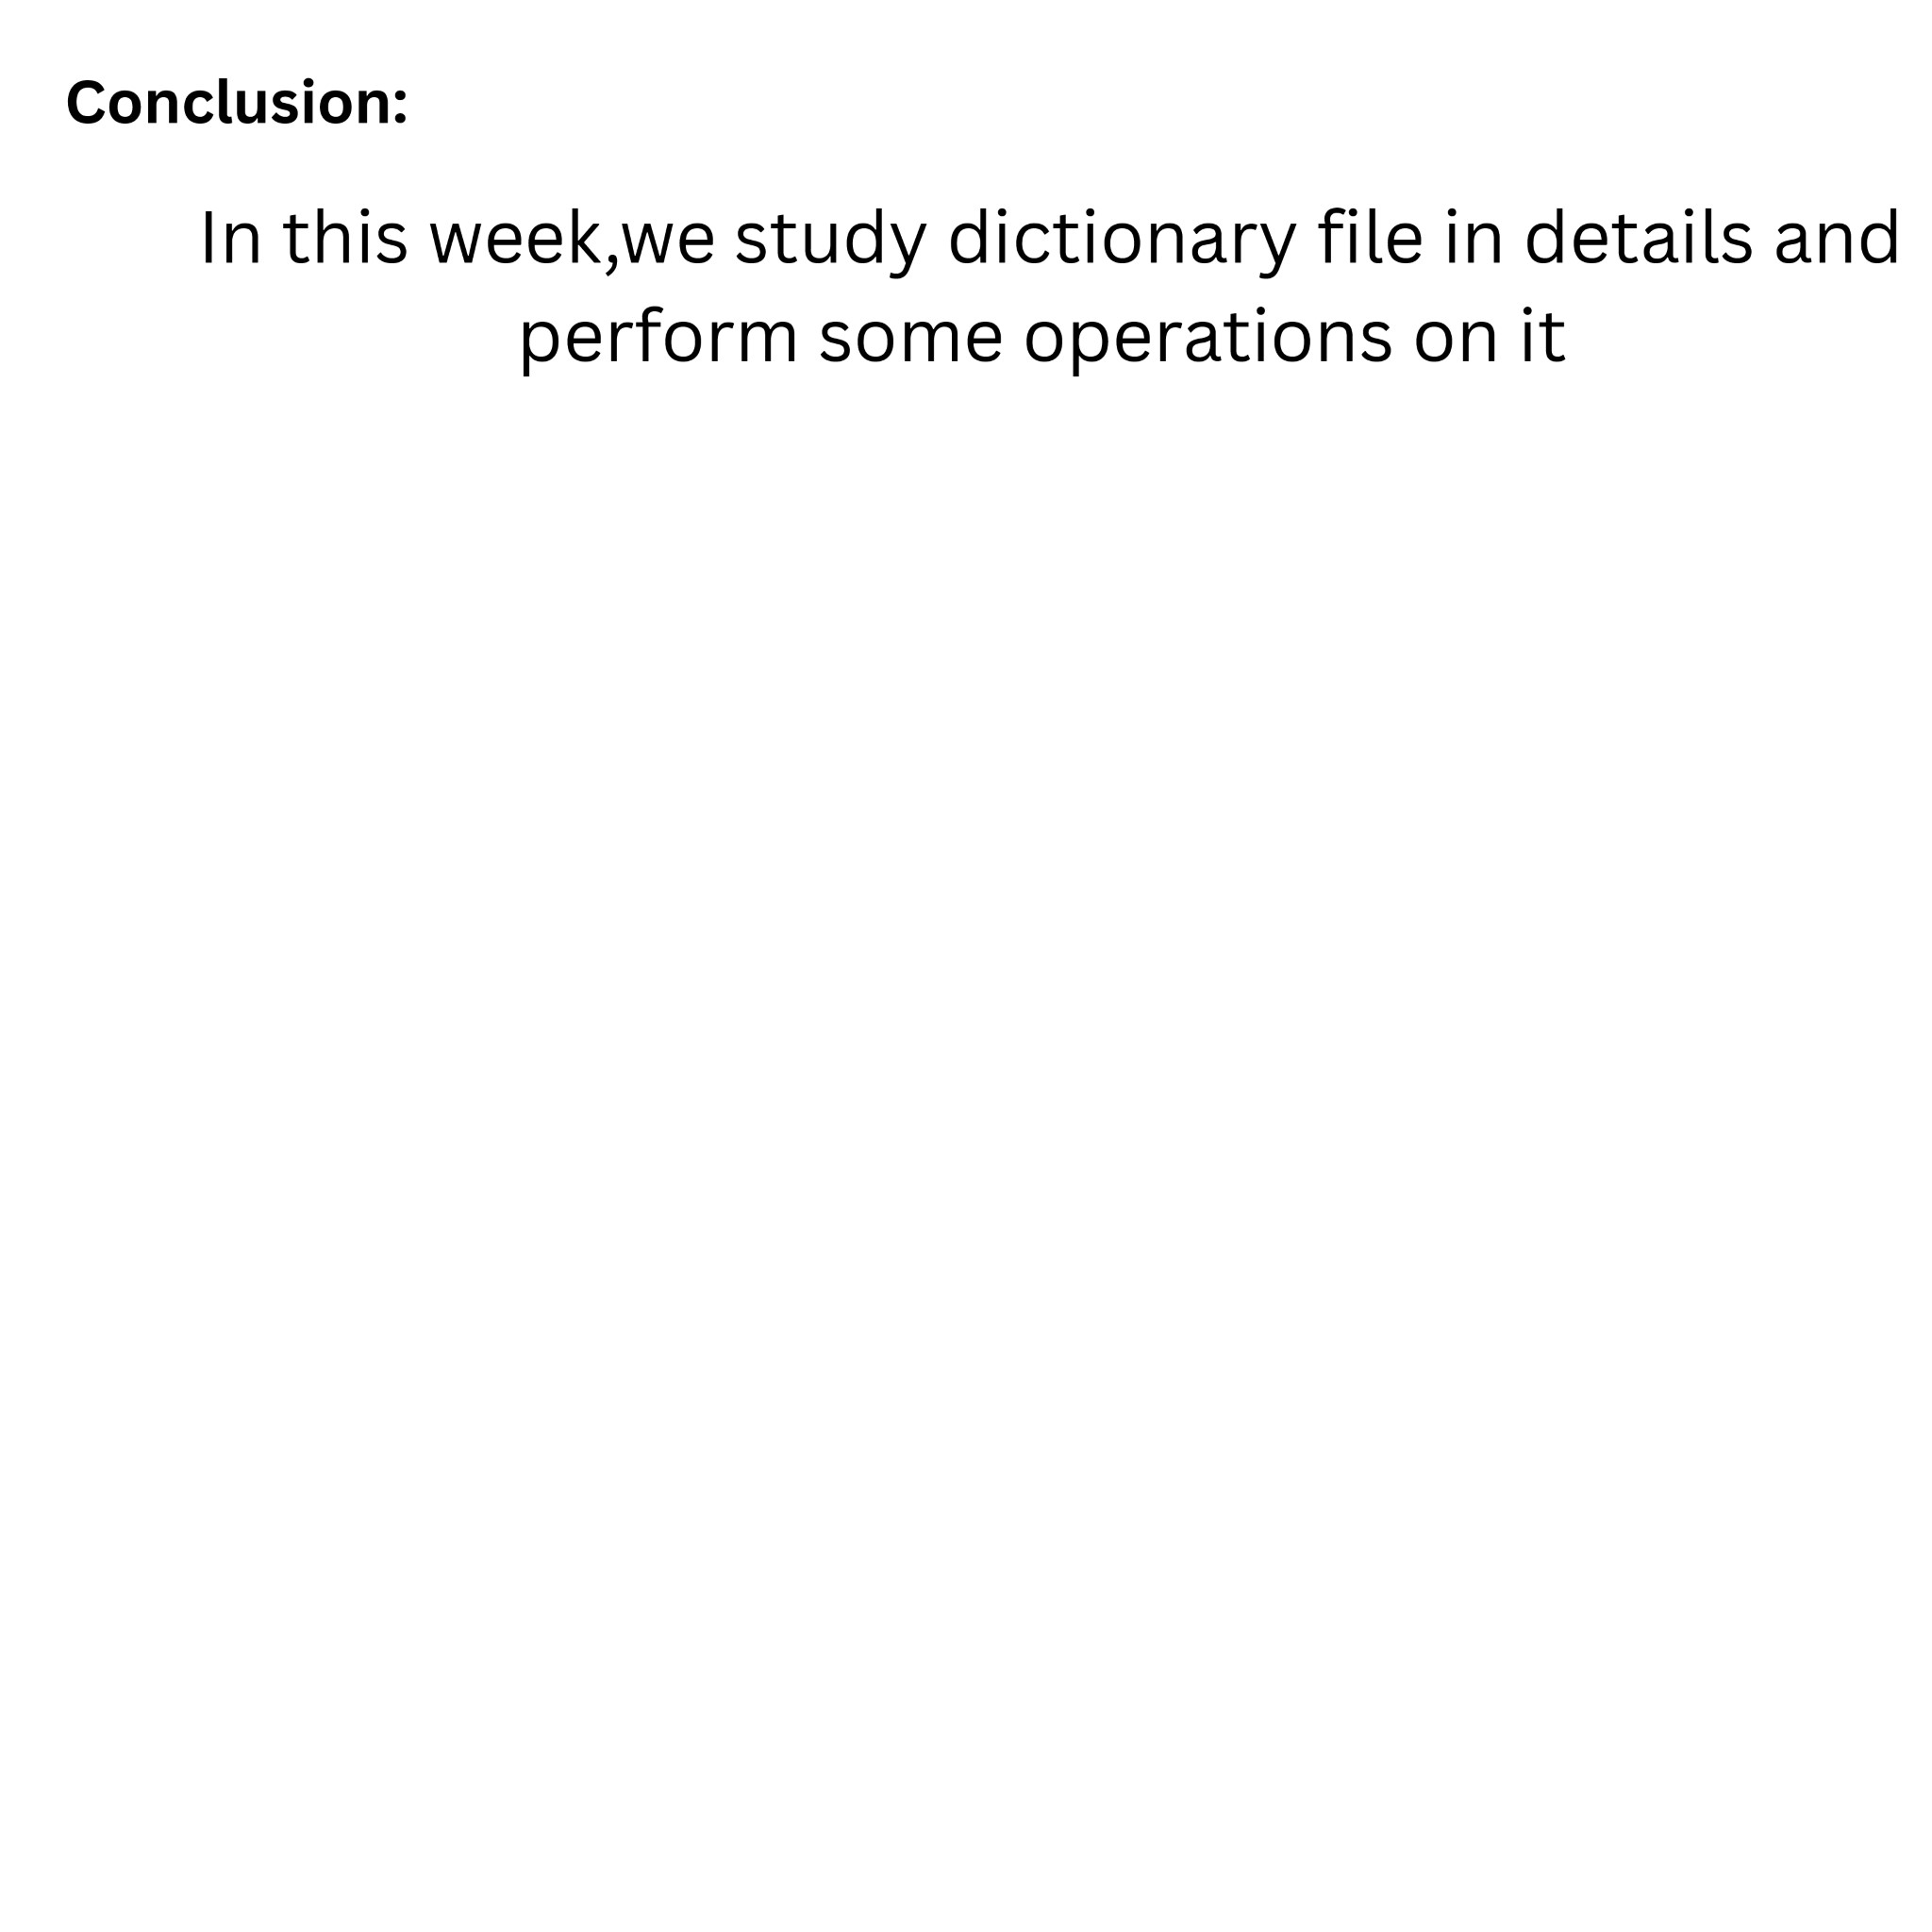 Conclusion:
In this week,we study dictionary file in details and
perform some operations on it